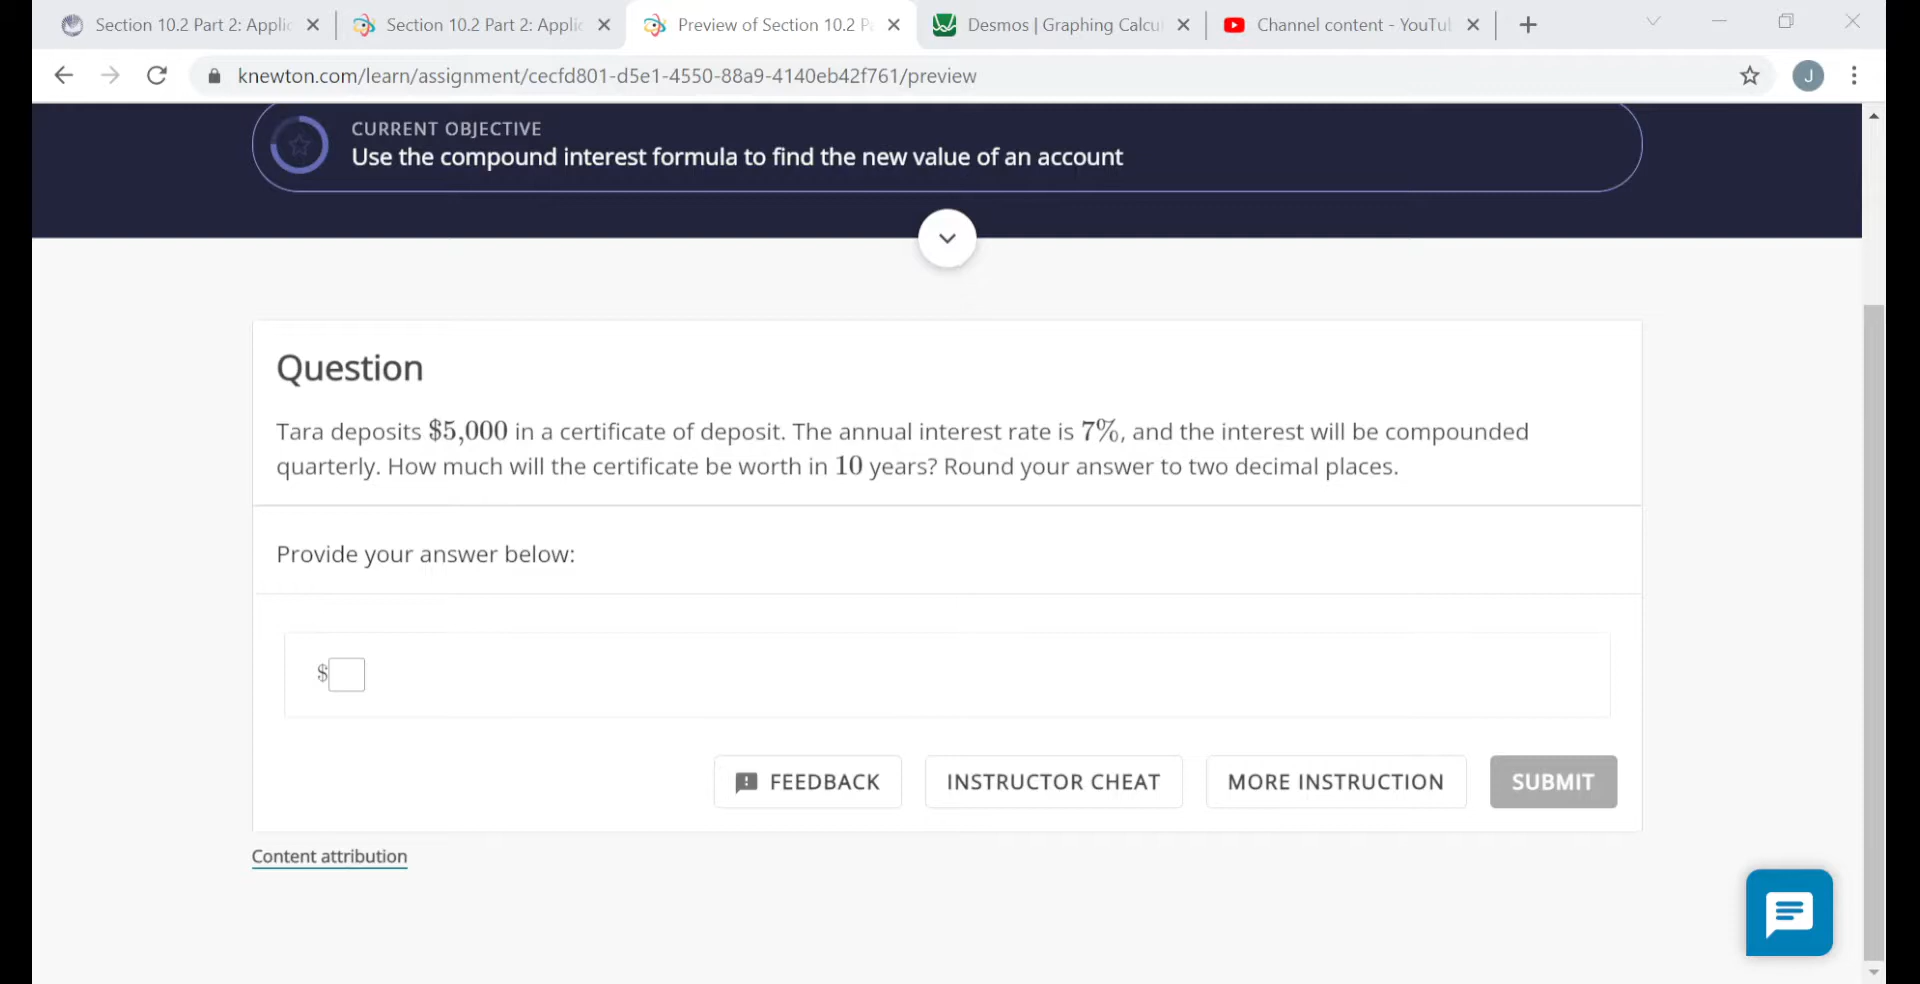 Section 10.2 Part 2: Applic
Section 10.2 Part 2: Applic
Preview of Section 10.2 Pa
Desmos | Graphing Calcul
Channel content - YouTub
knewton.com/learn/assignment/cecfd801-d5e1-4550-88a9-4140eb42f761/preview
J
CURRENT OBJECTIVE
Use the compound interest formula to find the new value of an account
Question
Tara deposits $5,000 in a certificate of deposit. The annual interest rate is 7%, and the interest will be compounded
quarterly. How much will the certificate be worth in 10 years? Round your answer to two decimal places.
Provide your answer below:
$
FEEDBACK
INSTRUCTOR CHEAT
MORE INSTRUCTION
SUBMIT
Content attribution